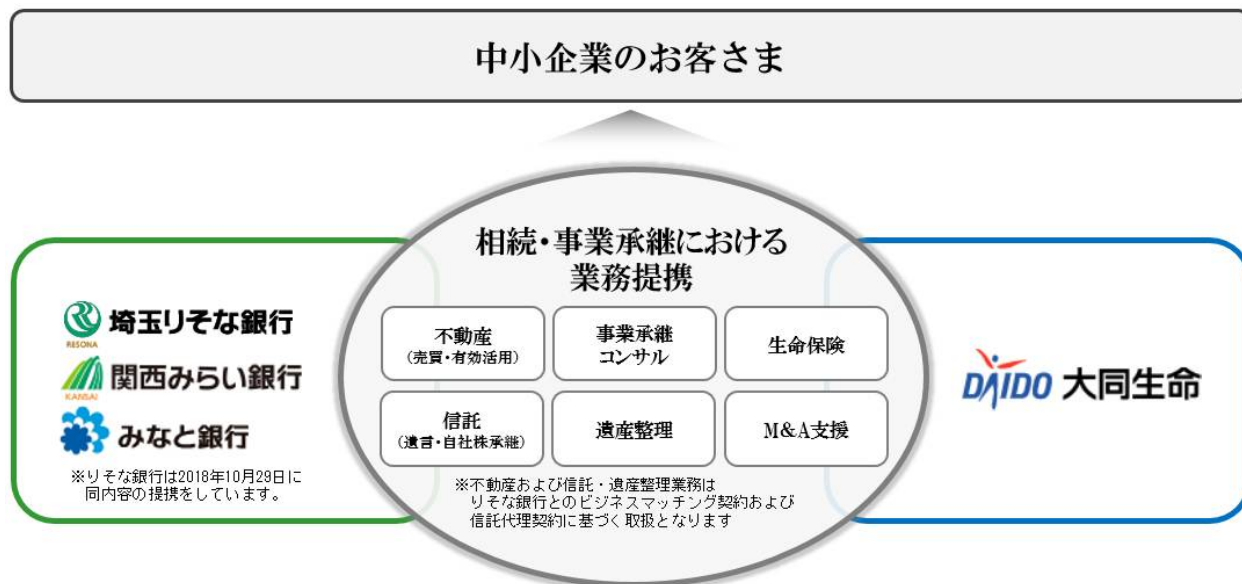 中小企業のお客さま
相続・事業承継における
業務提携
埼玉りそな銀行
RESONA
関西みらい銀行
KANSAI
みなと銀行
※りそな銀行は2018年10月29日に
同内容の提携をしています。
不動産
(売買・有効活用)
事業承継
コンサル
生命保険
信託
(遺言・自社株承継)
遺産整理
M&A支援
※不動産および信託・遺産整理業務は
りそな銀行とのビジネスマッチング契約および
信託代理契約に基づく取扱となります
DAIDO 大同生命